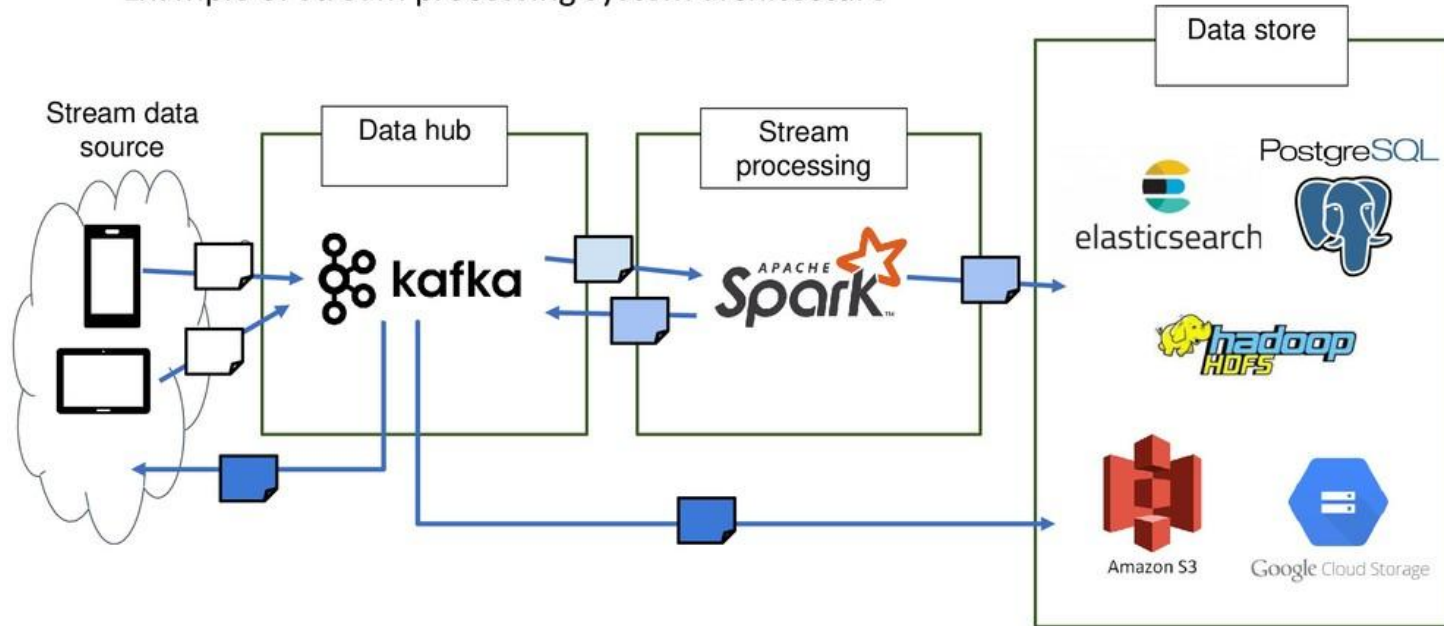 Data store
Stream data
source
Data hub
Stream
processing
PostgreSQL
elasticsearch
kafka
APACHE
Spark™
hadoop
HDFS
Amazon S3
Google Cloud Storage